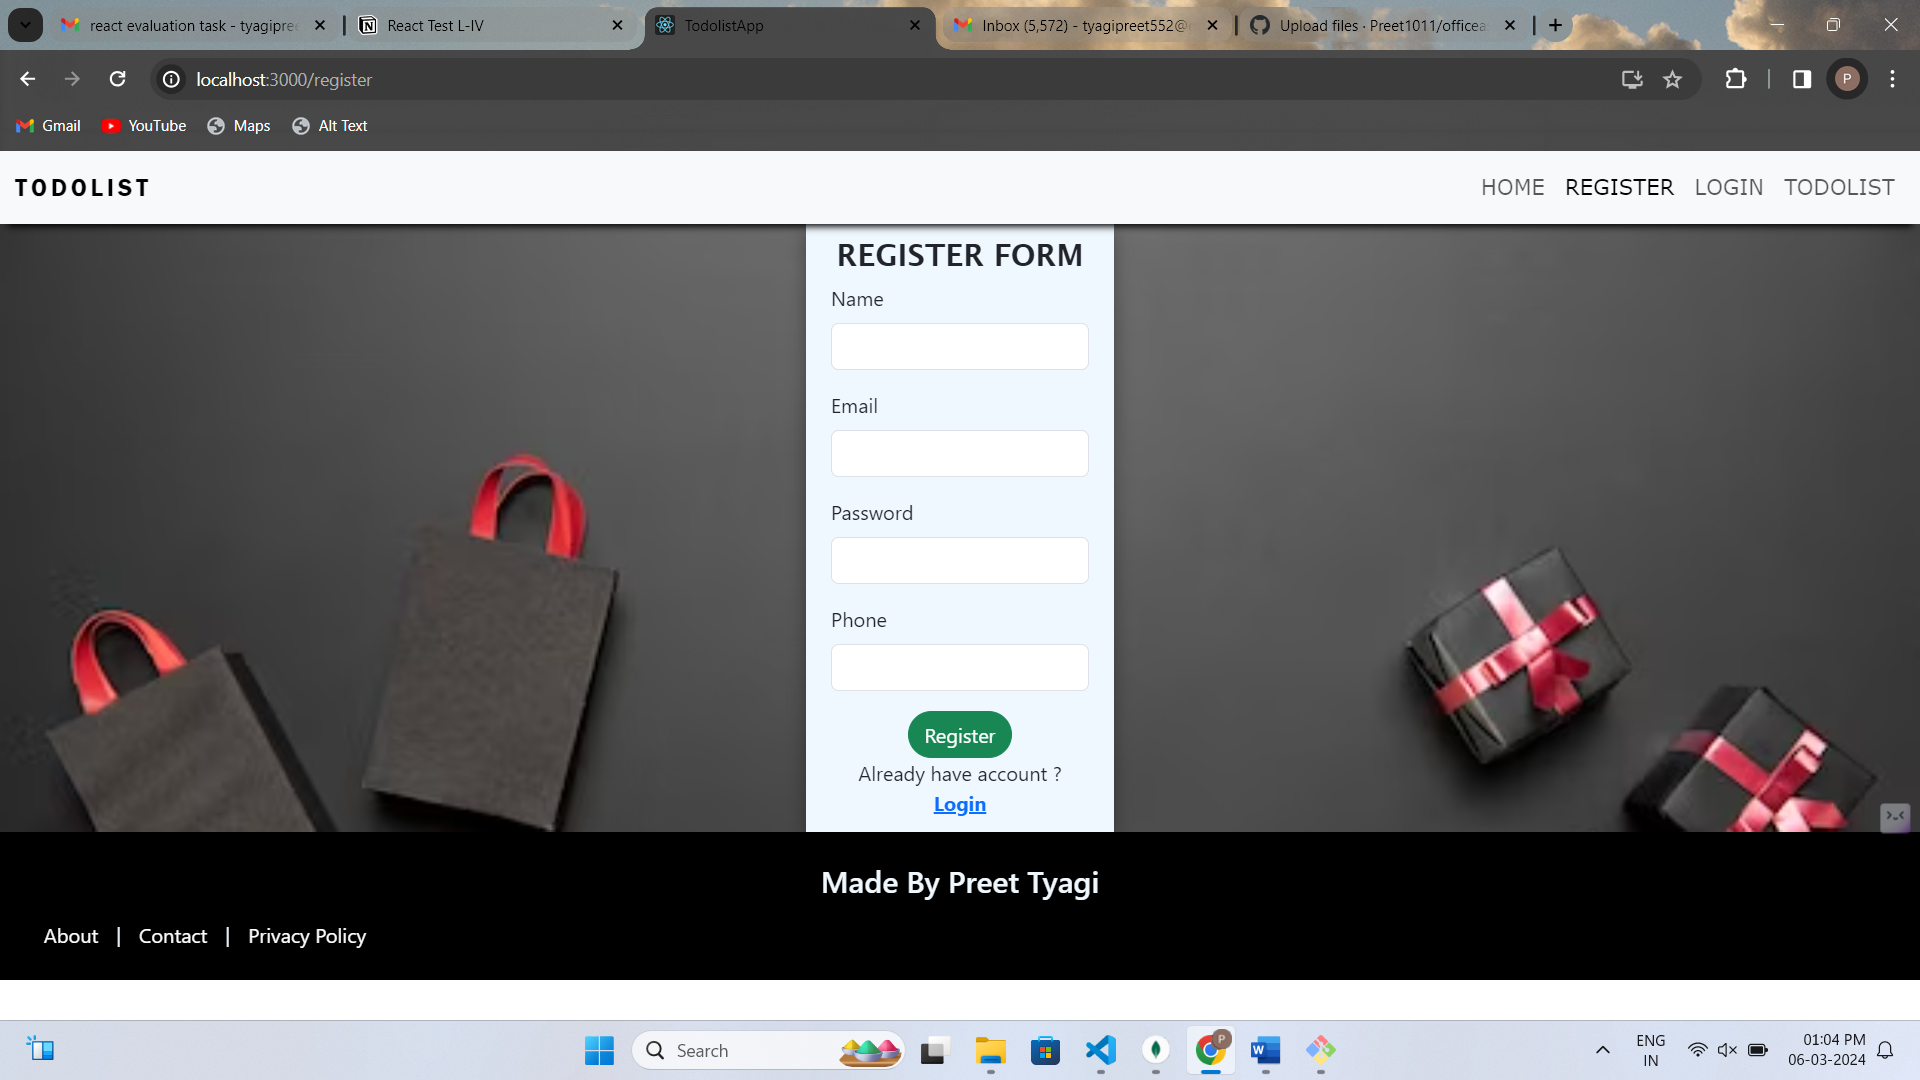 react evaluation task - tyagipree
React Test L-IV
TodolistApp
Inbox (5,572) - tyagipreet552@
Upload files · Preet1011/officea
localhost:3000/register
P
Gmail
YouTube
Maps
Alt Text
TODOLIST
HOME
REGISTER
LOGIN
TODOLIST
REGISTER FORM
Name
Email
Password
Phone
Register
Already have account ?
Login
Made By Preet Tyagi
About | Contact | Privacy Policy
Search
P
W
ENG
IN
01:04 PM
06-03-2024